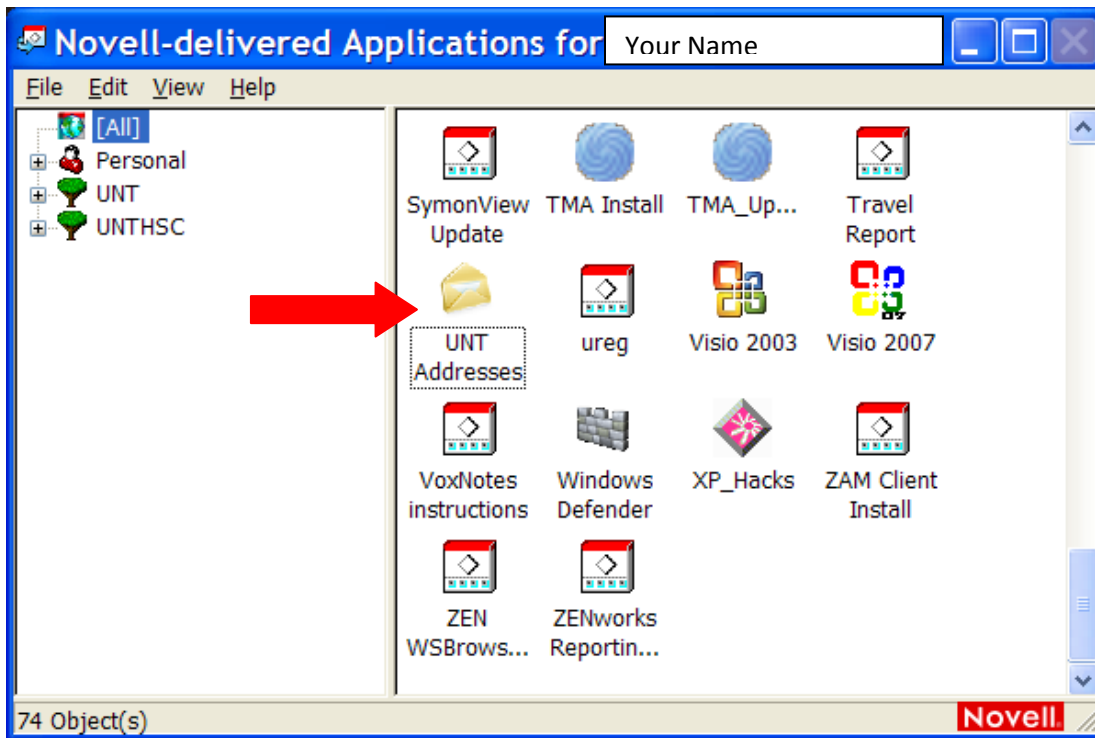 Novell-delivered Applications for Your Name
File Edit View Help
[All]
Personal
UNT
UNTHSC
SymonView TMA Install TMA_Up... Travel
Update Report
UNT ureg Visio 2003 Visio 2007
Addresses
VoxNotes Windows XP_Hacks ZAM Client
instructions Defender Install
ZEN ZENworks
WSBrows... Reportin...
74 Object(s) Novell.